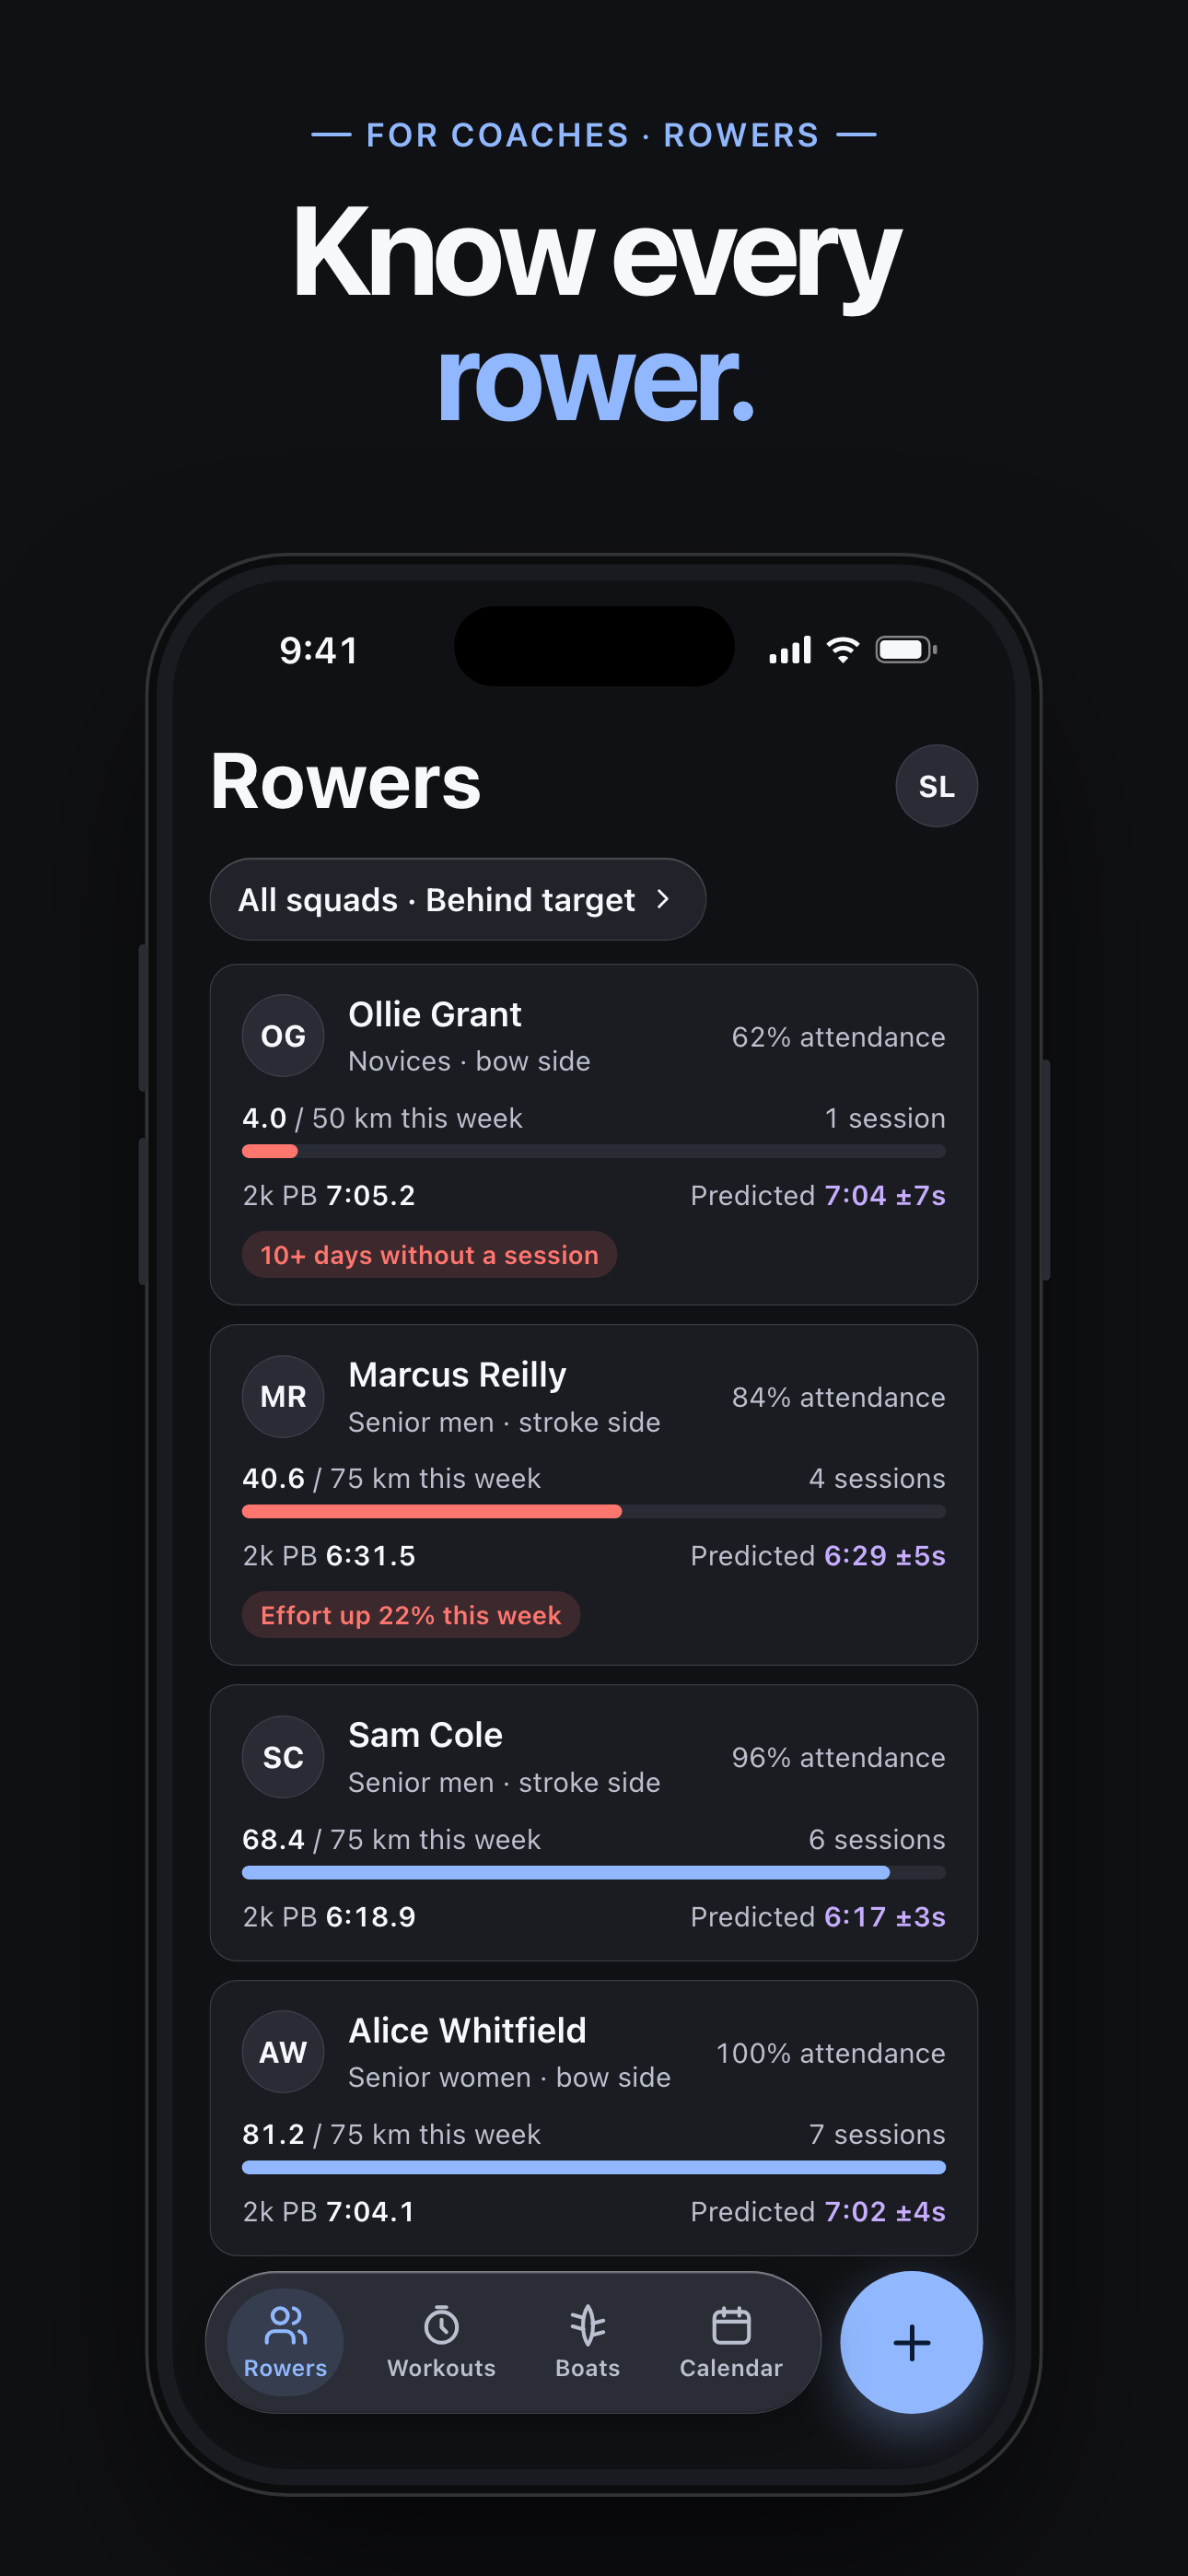 FOR COACHES · ROWERS
Know every
rower.
9:41
Rowers
SL
All squads · Behind target
OG
Ollie Grant
Novices · bow side
62% attendance
4.0 / 50 km this week
1 session
2k PB 7:05.2
Predicted 7:04 ±7s
10+ days without a session
MR
Marcus Reilly
Senior men · stroke side
84% attendance
40.6 / 75 km this week
4 sessions
2k PB 6:31.5
Predicted 6:29 ±5s
Effort up 22% this week
SC
Sam Cole
Senior men · stroke side
96% attendance
68.4 / 75 km this week
6 sessions
2k PB 6:18.9
Predicted 6:17 ±3s
AW
Alice Whitfield
Senior women · bow side
100% attendance
81.2 / 75 km this week
7 sessions
2k PB 7:04.1
Predicted 7:02 ±4s
Rowers
Workouts
Boats
Calendar